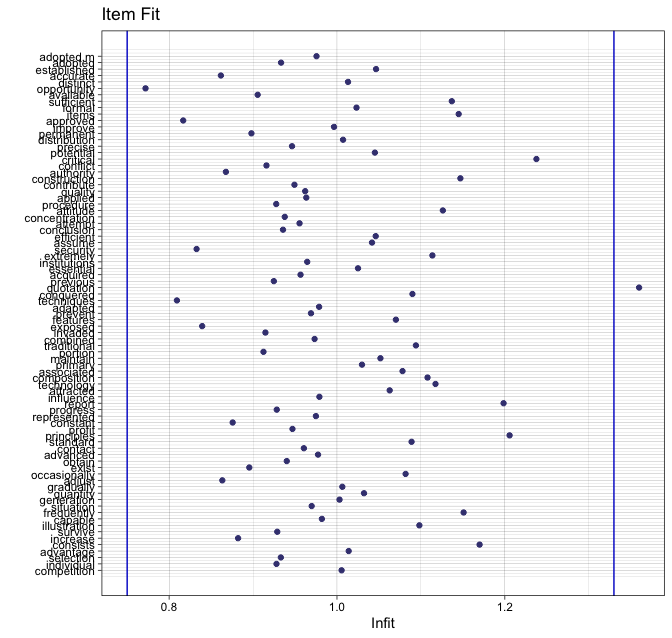 Item Fit
adopted.m
adopted
established
accurate
distinct
opportunity
available
sufficient
formal
items
approved
improve
permanent
distribution
precise
potential
critical
conflict
authority
construction
contribute
quality
applied
procedure
attitude
concentration
attempt
conclusion
efficient
assume
security
extremely
institutions
essential
acquired
previous
quotation
conquered
techniques
adapted
prevent
features
exposed
invaded
combined
traditional
portion
maintain
primary
associated
composition
technology
attracted
influence
report
progress
represented
constant
profit
principles
standard
contact
advanced
obtain
exist
occasionally
adjust
gradually
quantity
generation
situation
frequently
capable
illustration
survive
increase
consists
advantage
selection
individual
competition
0.8 1.0 1.2
Infit